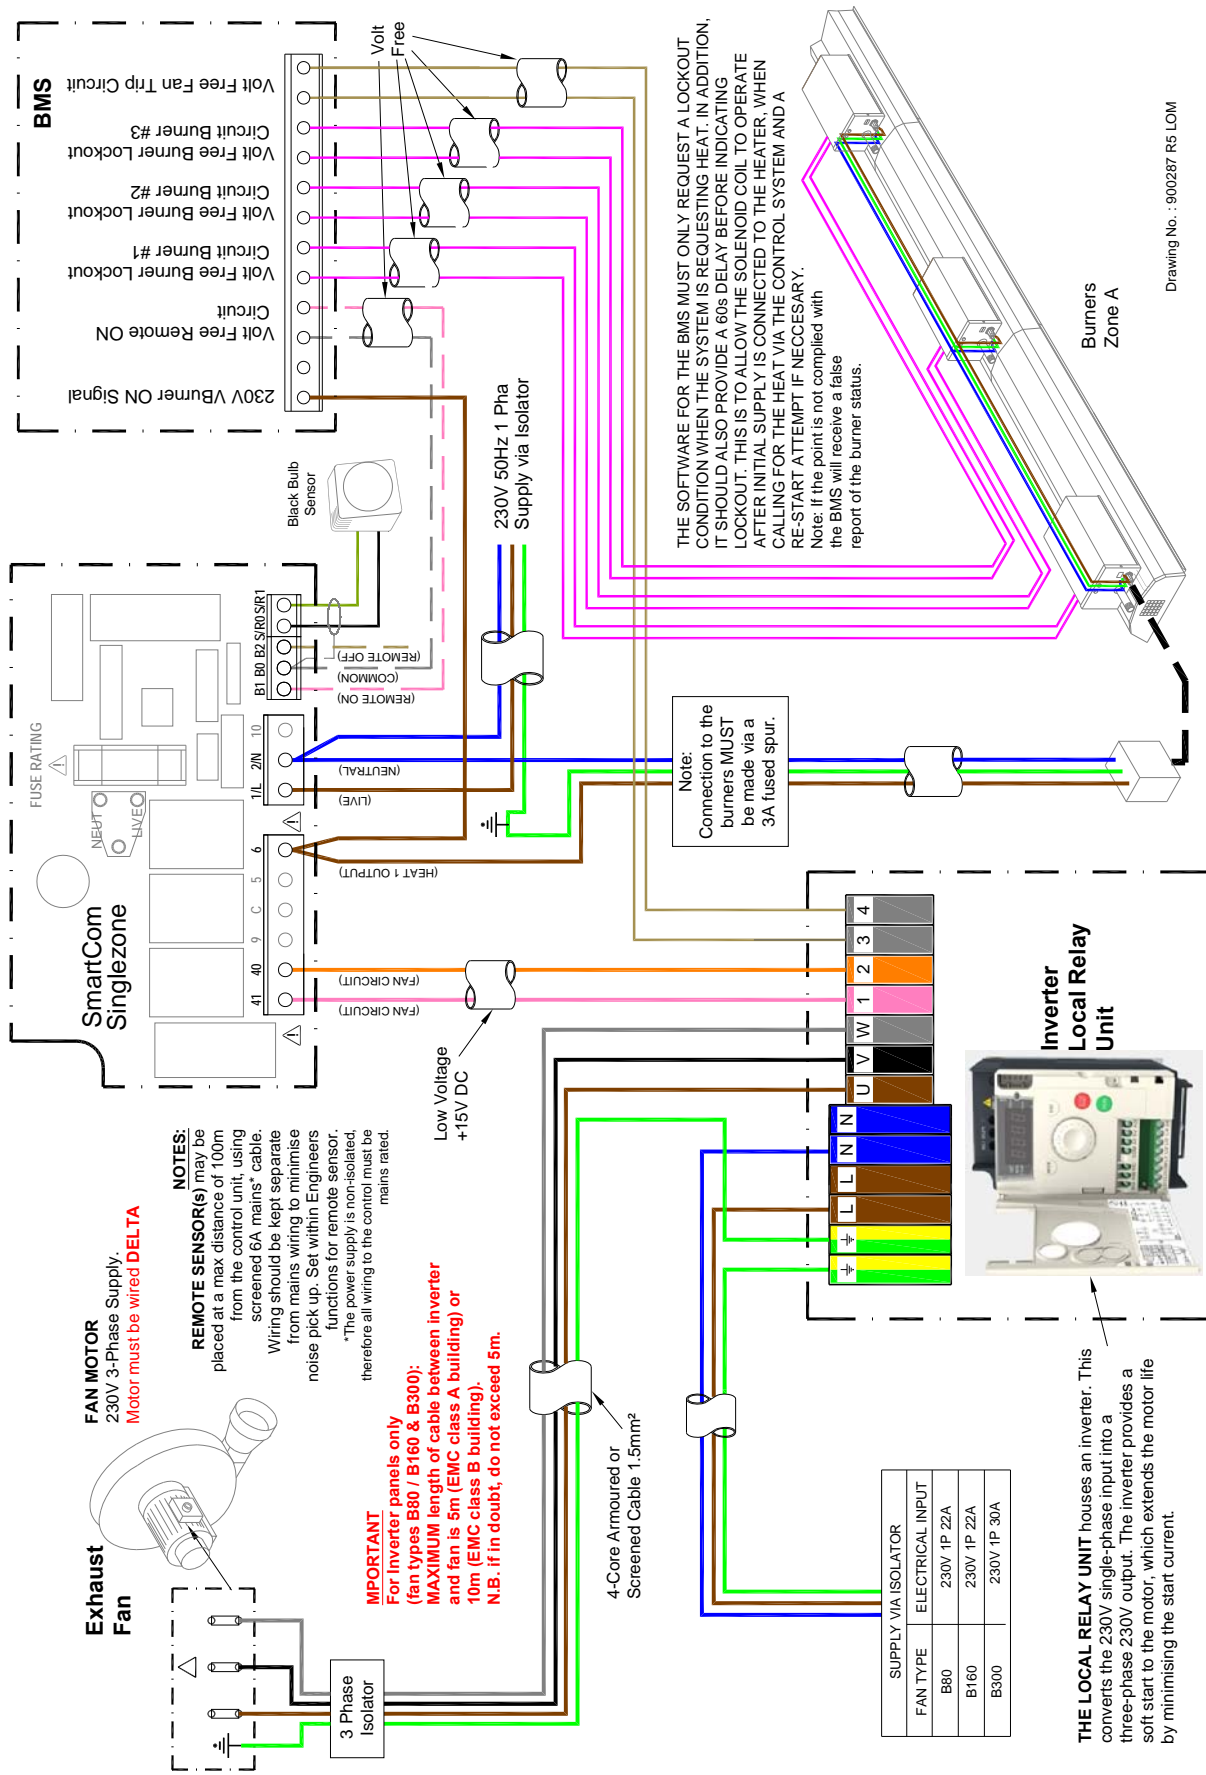 Exhaust
Fan
FAN MOTOR
230V 3-Phase Supply.
Motor must be wired DELTA
3 Phase
Isolator
NOTES:
REMOTE SENSOR(s) may be
placed at a max distance of 100m
from the control unit, using
screened 6A mains* cable.
Wiring should be kept separate
from mains wiring to minimise
noise pick up. Set within Engineers
functions for remote sensor.
*The power supply is non-isolated,
therefore all wiring to the control must be
mains rated.
MPORTANT
For Inverter panels only
(fan types B80 / B160 & B300):
MAXIMUM length of cable between inverter
and fan is 5m (EMC class A building) or
10m (EMC class B building).
N.B. if in doubt, do not exceed 5m.
4-Core Armoured or
Screened Cable 1.5mm²
SUPPLY VIA ISOLATOR
FAN TYPE ELECTRICAL INPUT
B80 230V 1P 22A
B160 230V 1P 22A
B300 230V 1P 30A
THE LOCAL RELAY UNIT houses an inverter. This
converts the 230V single-phase input into a
three-phase 230V output. The inverter provides a
soft start to the motor, which extends the motor life
by minimising the start current.
SmartCom
Singlezone
FUSE RATING
NEUT
LIVE
41 40 9 C 5 6 1/L 2/N 10 B1 B0 B2 S/R0 S/R1
(FAN CIRCUIT)
(FAN CIRCUIT)
(HEAT 1 OUTPUT)
(LIVE)
(NEUTRAL)
(REMOTE ON)
(COMMON)
(REMOTE OFF)
Low Voltage
+15V DC
L L N N U V W 1 2 3 4
Inverter
Local Relay
Unit
Black Bulb
Sensor
230V 50Hz 1 Pha
Supply via Isolator
Note:
Connection to the
burners MUST
be made via a
3A fused spur.
BMS
230V VBurner ON Signal
Volt Free Remote ON
Circuit
Volt Free Burner Lockout
Circuit Burner #1
Volt Free Burner Lockout
Circuit Burner #2
Volt Free Burner Lockout
Circuit Burner #3
Volt Free Fan Trip Circuit
Volt
Free
THE SOFTWARE FOR THE BMS MUST ONLY REQUEST A LOCKOUT
CONDITION WHEN THE SYSTEM IS REQUESTING HEAT. IN ADDITION,
IT SHOULD ALSO PROVIDE A 60s DELAY BEFORE INDICATING
LOCKOUT. THIS IS TO ALLOW THE SOLENOID COIL TO OPERATE
AFTER INITIAL SUPPLY IS CONNECTED TO THE HEATER, WHEN
CALLING FOR THE HEAT VIA THE CONTROL SYSTEM AND A
RE-START ATTEMPT IF NECCESARY.
Note: If the point is not complied with
the BMS will receive a false
report of the burner status.
Burners
Zone A
Drawing No. : 900287 R5 LOM